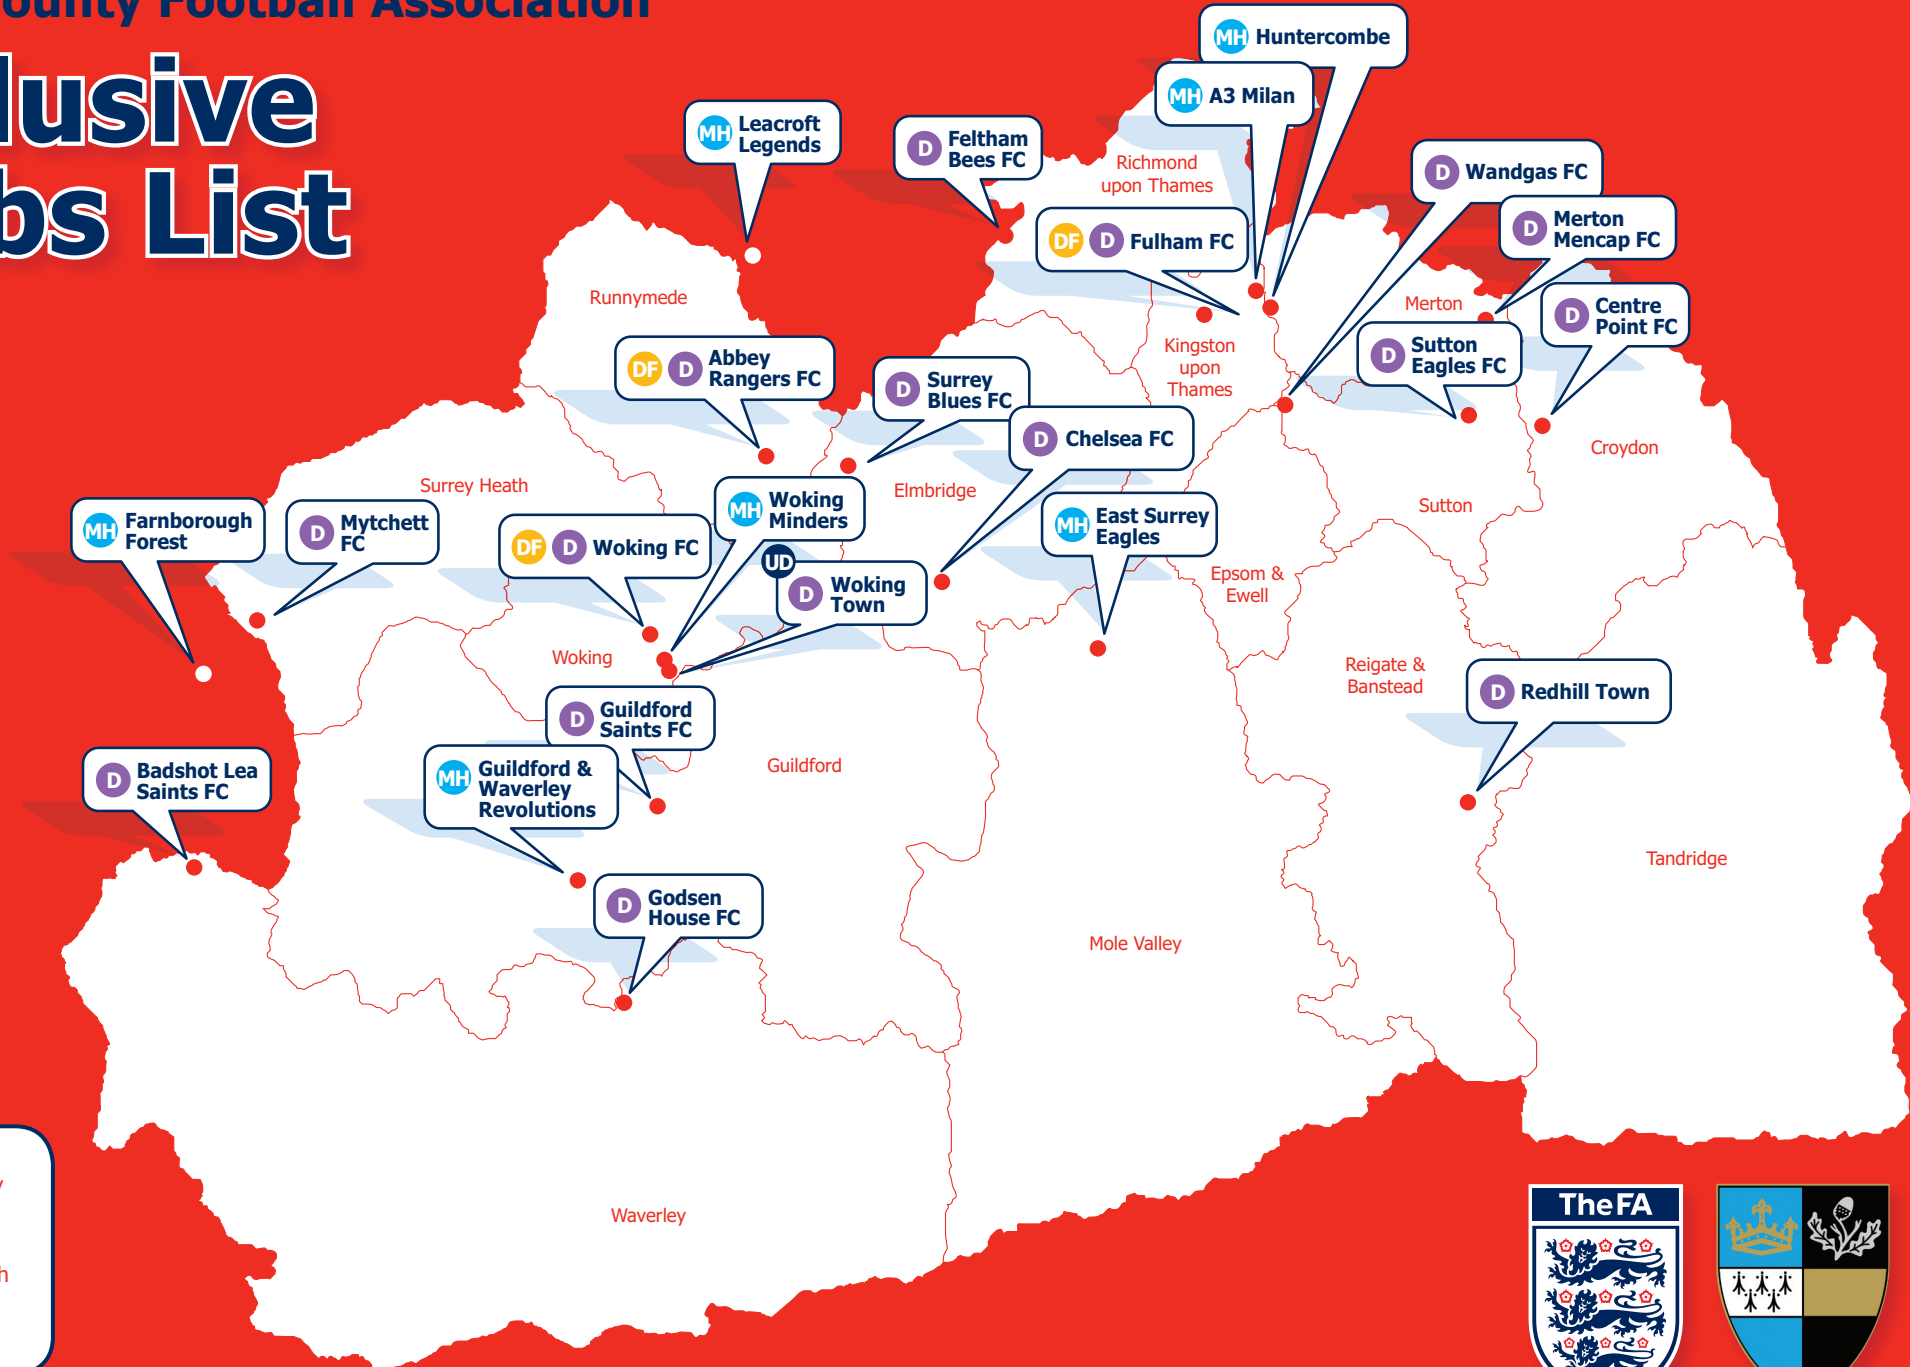 ounty Football Association
lusive
bs List
MH Huntercombe
MH A3 Milan
MH Leacroft
Legends
D Feltham
Bees FC
Richmond
upon Thames
D Wandgas FC
D Merton
Mencap FC
DF D Fulham FC
Runnymede
Merton
D Centre
Point FC
Kingston
upon
Thames
D Sutton
Eagles FC
DF D Abbey
Rangers FC
D Surrey
Blues FC
D Chelsea FC
Croydon
Surrey Heath
Elmbridge
Sutton
MH Farnborough
Forest
D Mytchett
FC
DF D Woking FC
MH Woking
Minders
MH East Surrey
Eagles
UD
D Woking
Town
Epsom &
Ewell
Woking
Reigate &
Banstead
D Redhill Town
D Guildford
Saints FC
Guildford
D Badshot Lea
Saints FC
MH Guildford &
Waverley
Revolutions
Tandridge
D Godsen
House FC
Mole Valley
Waverley
y
h
TheFA